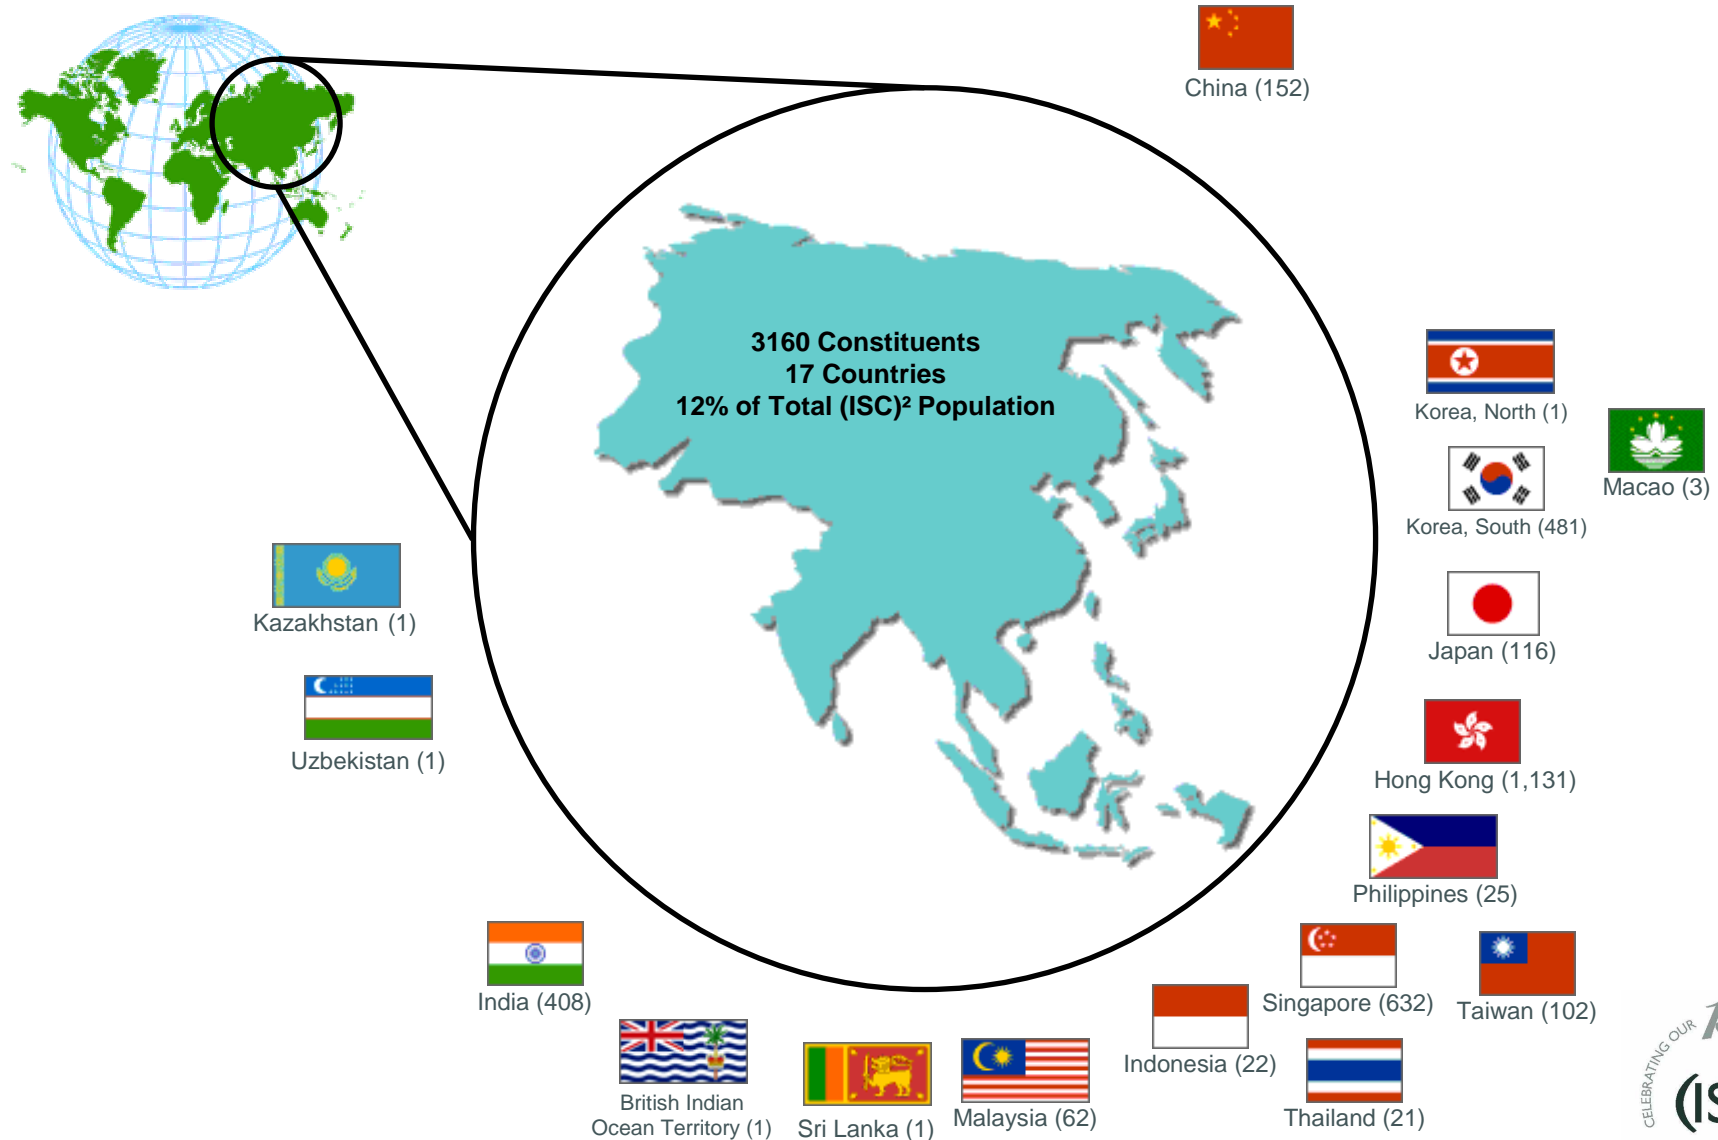 China (152)
3160 Constituents
17 Countries
12% of Total (ISC)² Population
Korea, North (1)
Macao (3)
Korea, South (481)
Kazakhstan (1)
Japan (116)
Uzbekistan (1)
Hong Kong (1,131)
Philippines (25)
India (408)
Singapore (632)
Taiwan (102)
Indonesia (22)
British Indian
Ocean Territory (1)
Sri Lanka (1)
Malaysia (62)
Thailand (21)
CELEBRATING OUR
(IS